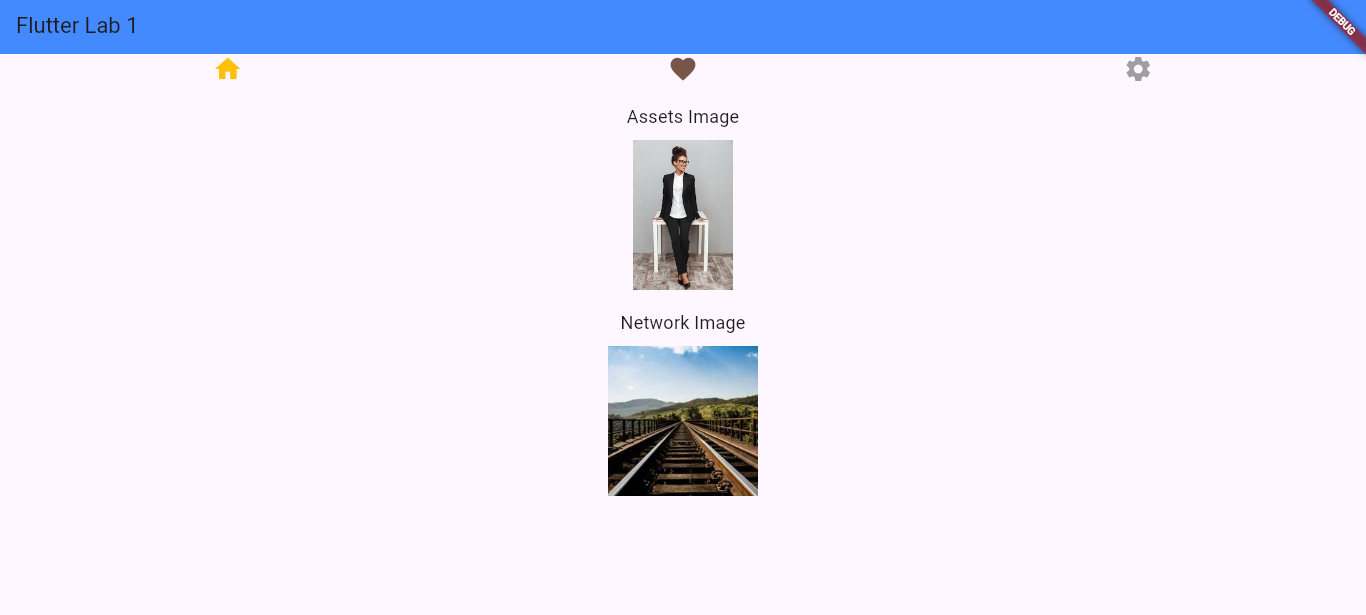 Flutter Lab 1
DEBUG
Assets Image
Network Image